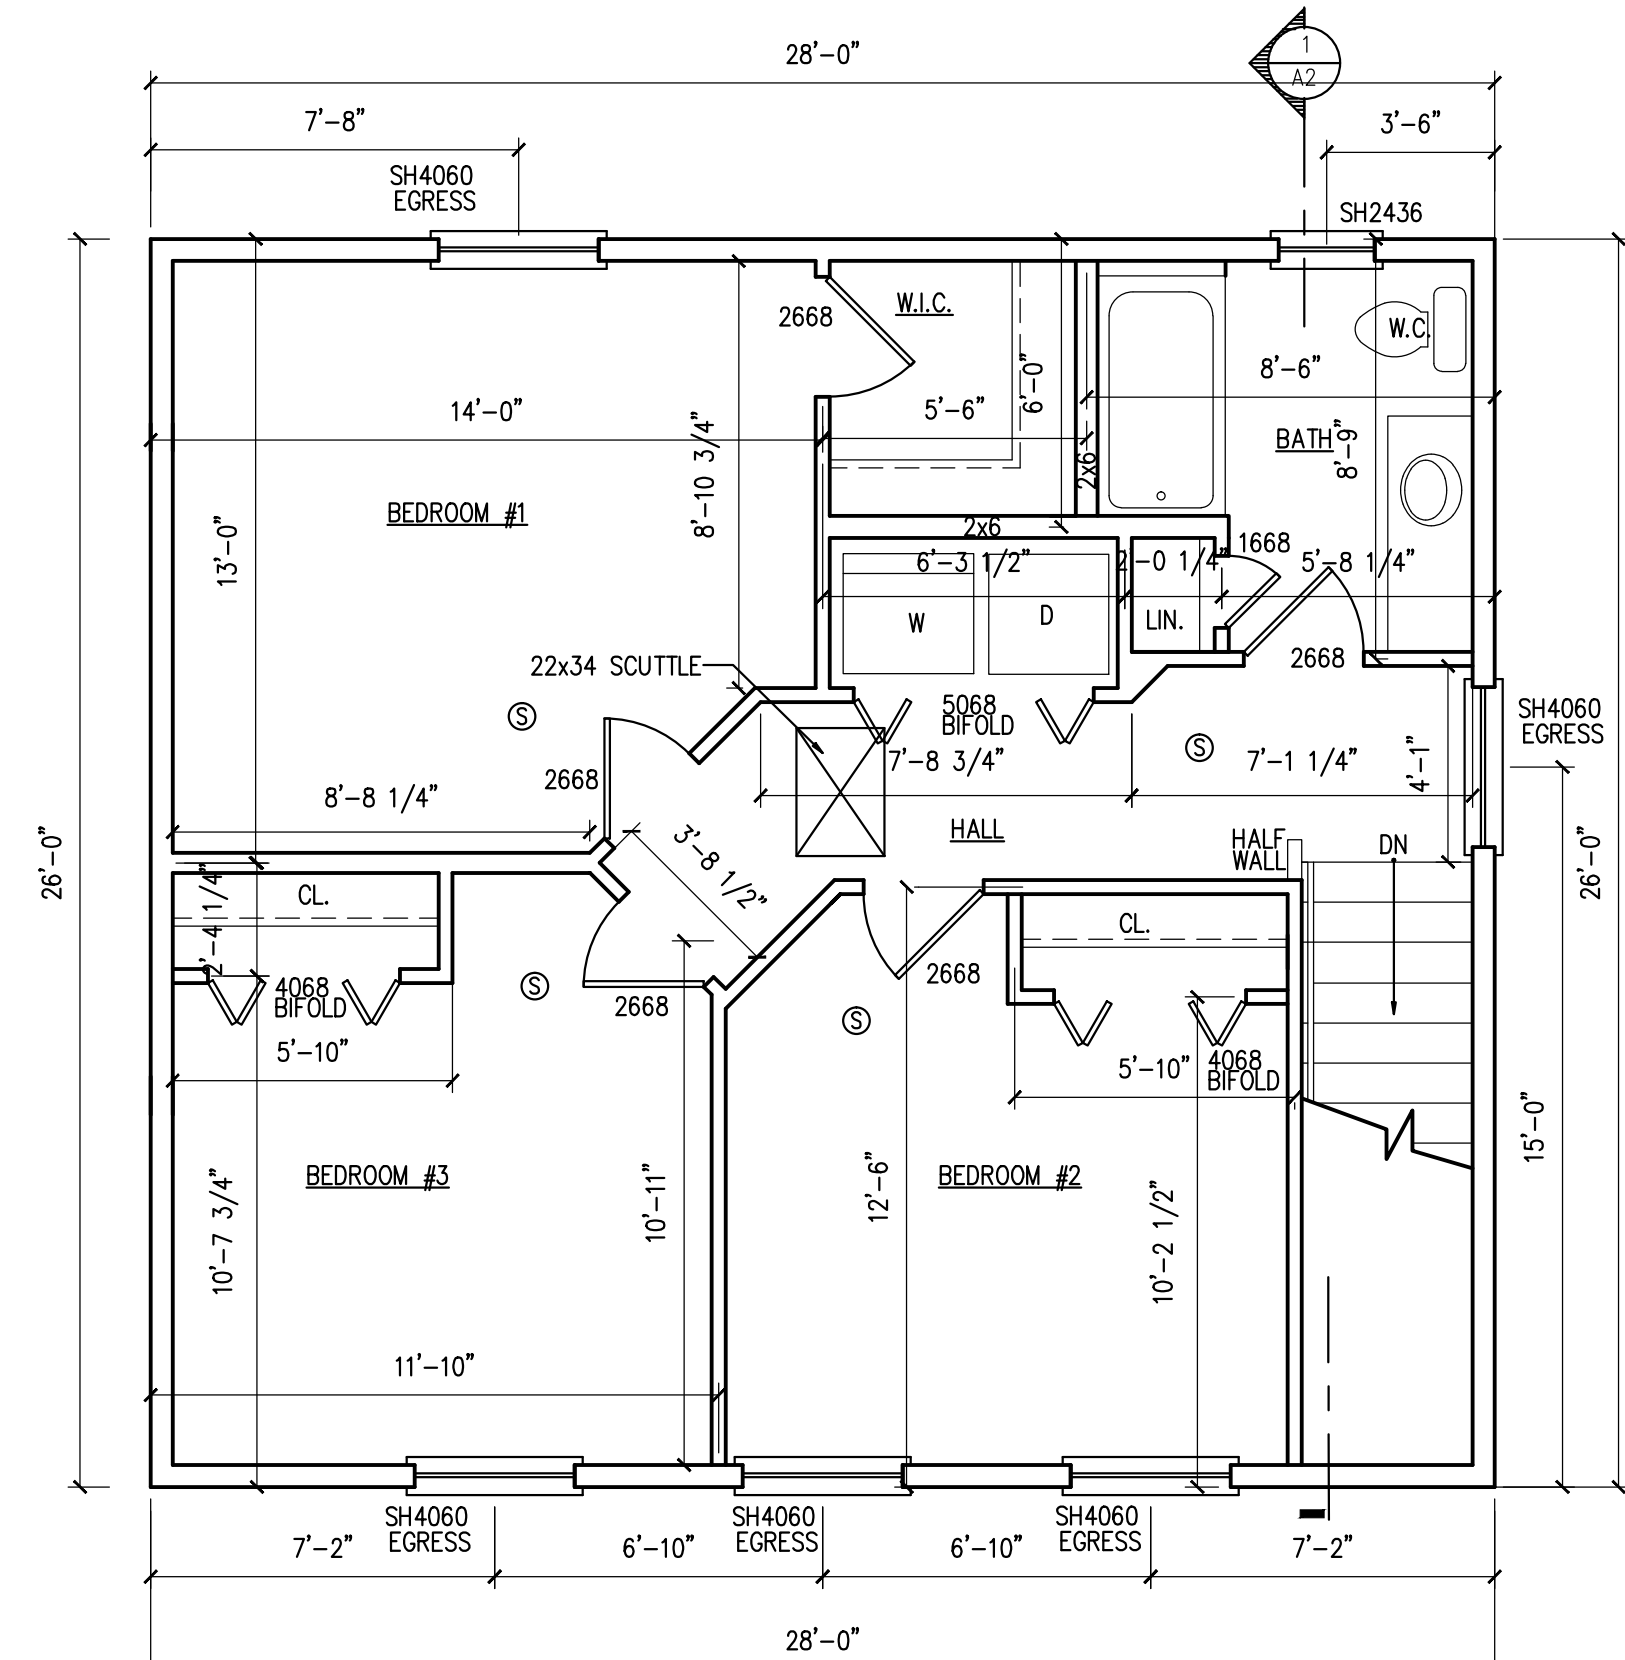 28'-0"
1
A2
7'-8"
3'-6"
SH4060
EGRESS
SH2436
W.I.C.
2668
W.C.
8'-6"
6'-0"
5'-6"
14'-0"
8'-10 3/4"
BATH
8'-9"
2x6
BEDROOM #1
13'-0"
2x6
1668
6'-3 1/2"
2'-0 1/4"
5'-8 1/4"
W
D
LIN.
22x34 SCUTTLE
2668
S
5068
BIFOLD
S
SH4060
EGRESS
7'-8 3/4"
7'-1 1/4"
4'-1"
2668
8'-8 1/4"
HALL
HALF
WALL
DN
26'-0"
26'-0"
3'-8 1/2"
CL.
CL.
2'-4 1/4"
2668
4068
BIFOLD
S
2668
S
5'-10"
5'-10"
4068
BIFOLD
15'-0"
BEDROOM #3
BEDROOM #2
10'-7 3/4"
10'-11"
12'-6"
10'-2 1/2"
11'-10"
SH4060
EGRESS
SH4060
EGRESS
SH4060
EGRESS
7'-2"
6'-10"
6'-10"
7'-2"
28'-0"